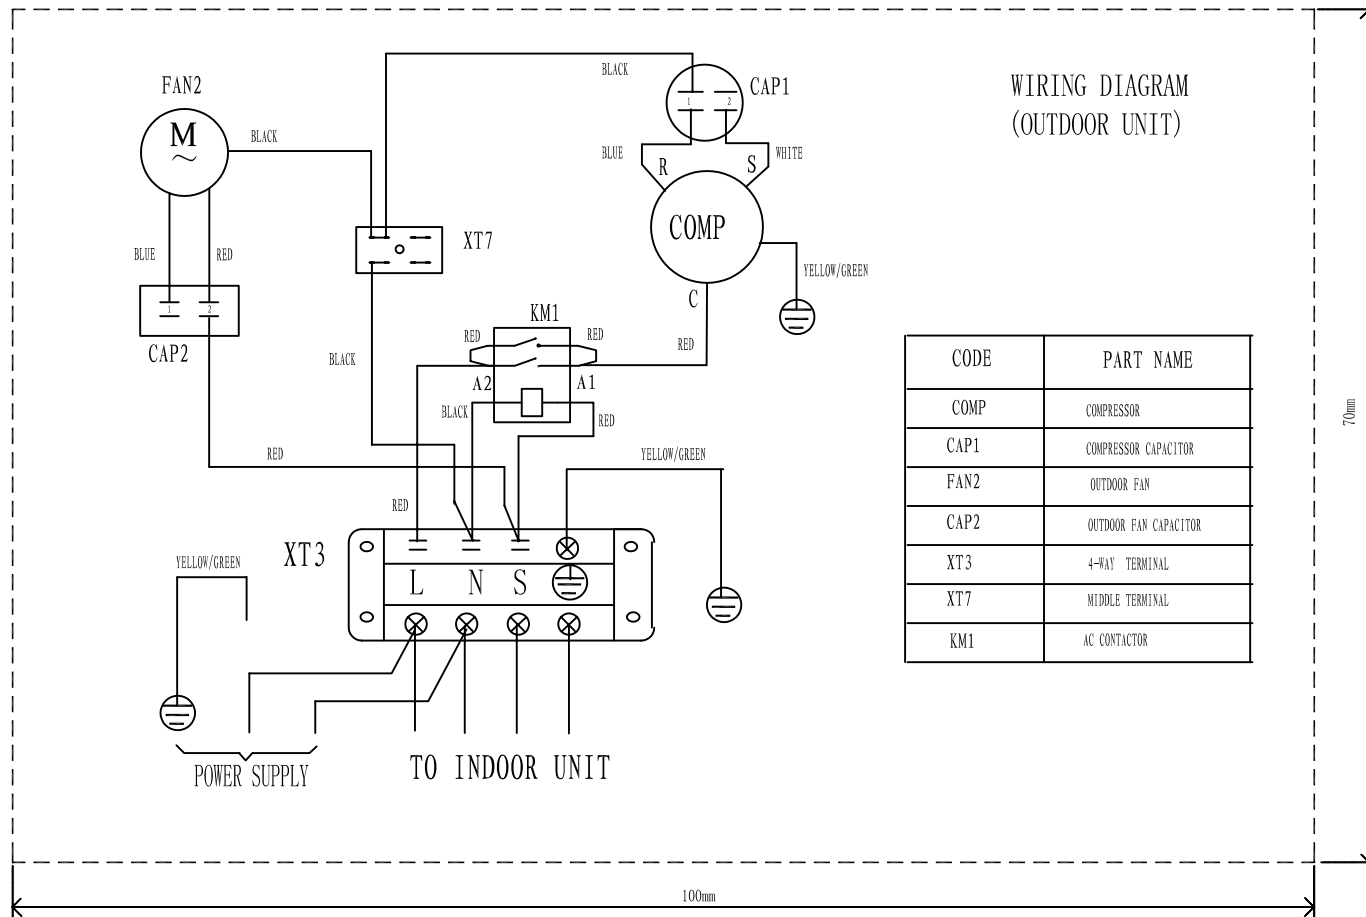 WIRING DIAGRAM
(OUTDOOR UNIT)
FAN2
M
~
BLACK
BLACK
CAP1
1
2
BLUE
R
S
WHITE
COMP
C
YELLOW/GREEN
XT7
BLUE
RED
1
2
CAP2
KM1
RED
RED
RED
A2
A1
BLACK
BLACK
RED
RED
RED
YELLOW/GREEN
XT3
L
N
S
YELLOW/GREEN
POWER SUPPLY
TO INDOOR UNIT
CODE PART NAME
COMP COMPRESSOR
CAP1 COMPRESSOR CAPACITOR
FAN2 OUTDOOR FAN
CAP2 OUTDOOR FAN CAPACITOR
XT3 4-WAY TERMINAL
XT7 MIDDLE TERMINAL
KM1 AC CONTACTOR
70mm
100mm